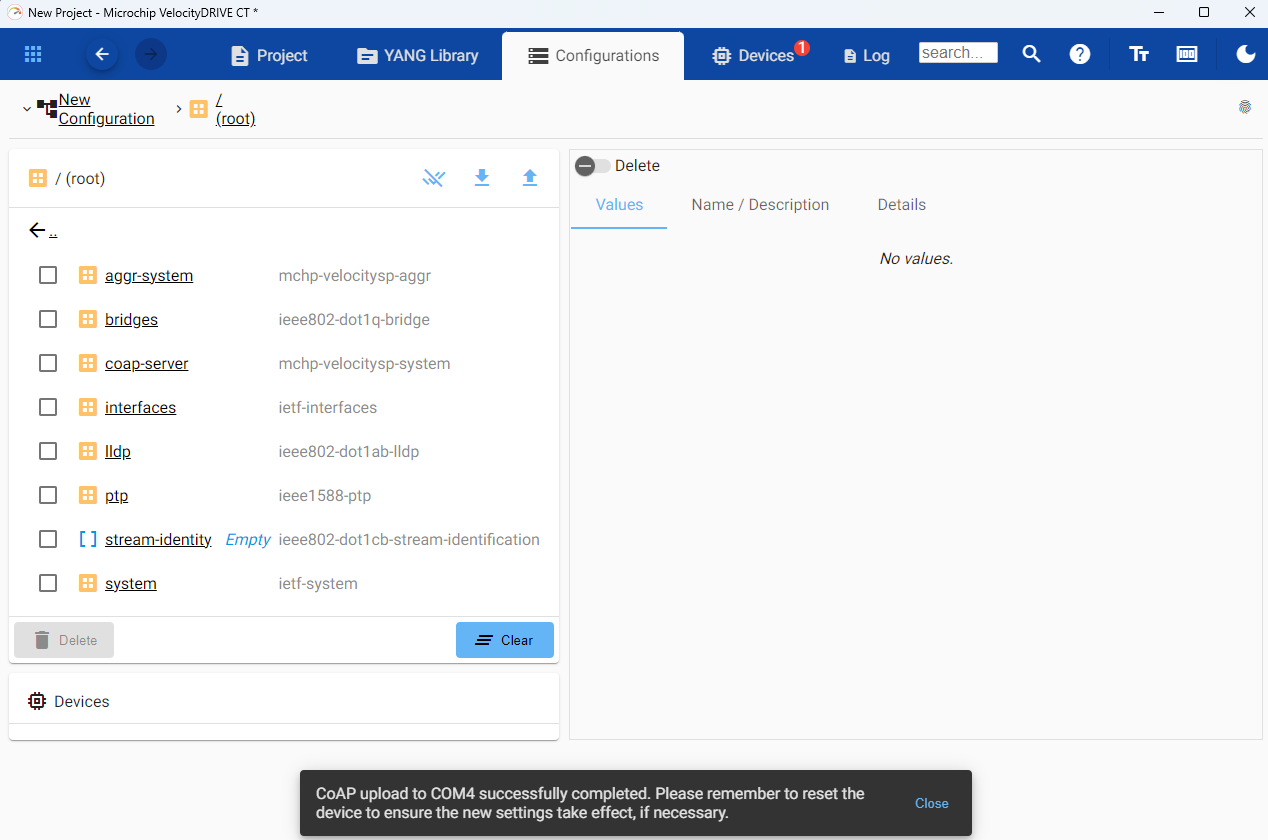 New Project - Microchip VelocityDRIVE CT *
Project
YANG Library
Configurations
Devices 1
Log
search...
New
Configuration
/
(root)
/ (root)
Delete
Values
Name / Description
Details
No values.
..
aggr-system mchp-velocitysp-aggr
bridges ieee802-dot1q-bridge
coap-server mchp-velocitysp-system
interfaces ietf-interfaces
lldp ieee802-dot1ab-lldp
ptp ieee1588-ptp
stream-identity Empty ieee802-dot1cb-stream-identification
system ietf-system
Delete
Clear
Devices
CoAP upload to COM4 successfully completed. Please remember to reset the
device to ensure the new settings take effect, if necessary.
Close